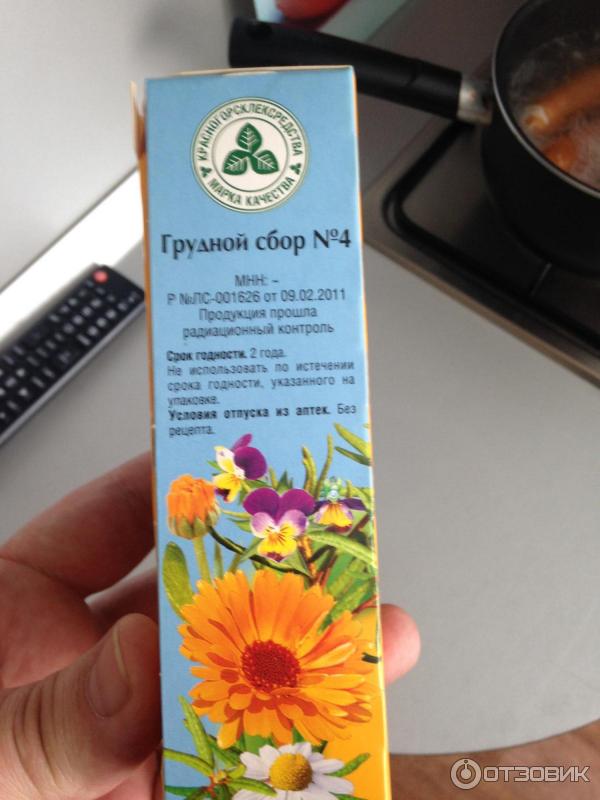 КРАСНОГОРСКЛЕКСРЕДСТВА
МАРКА КАЧЕСТВА
Грудной сбор №4
МНН: –
Р №ЛС-001626 от 09.02.2011
Продукция прошла
радиационный контроль
Срок годности. 2 года.
Не использовать по истечении
срока годности, указанного на
упаковке.
Условия отпуска из аптек. Без
рецепта.
ОТЗОВИК